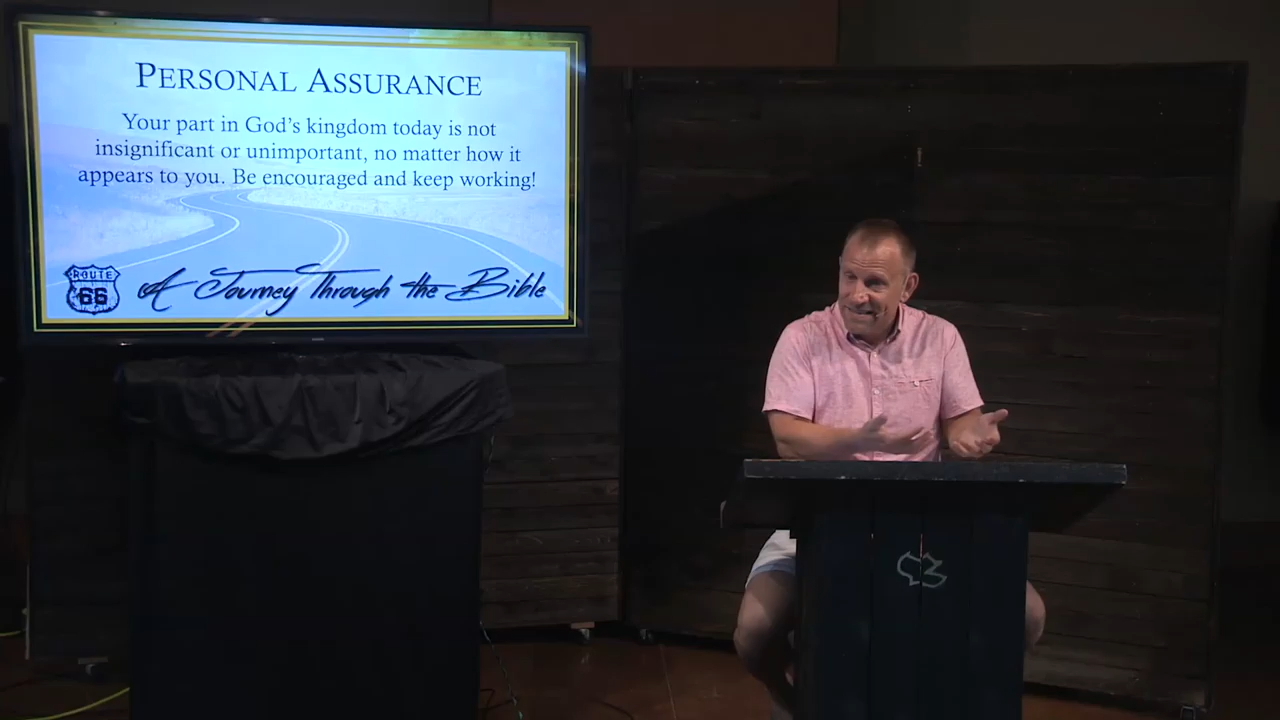 PERSONAL ASSURANCE
Your part in God's kingdom today is not
insignificant or unimportant, no matter how it
appears to you. Be encouraged and keep working!
ROUTE
66
A Journey Through the Bible
C3